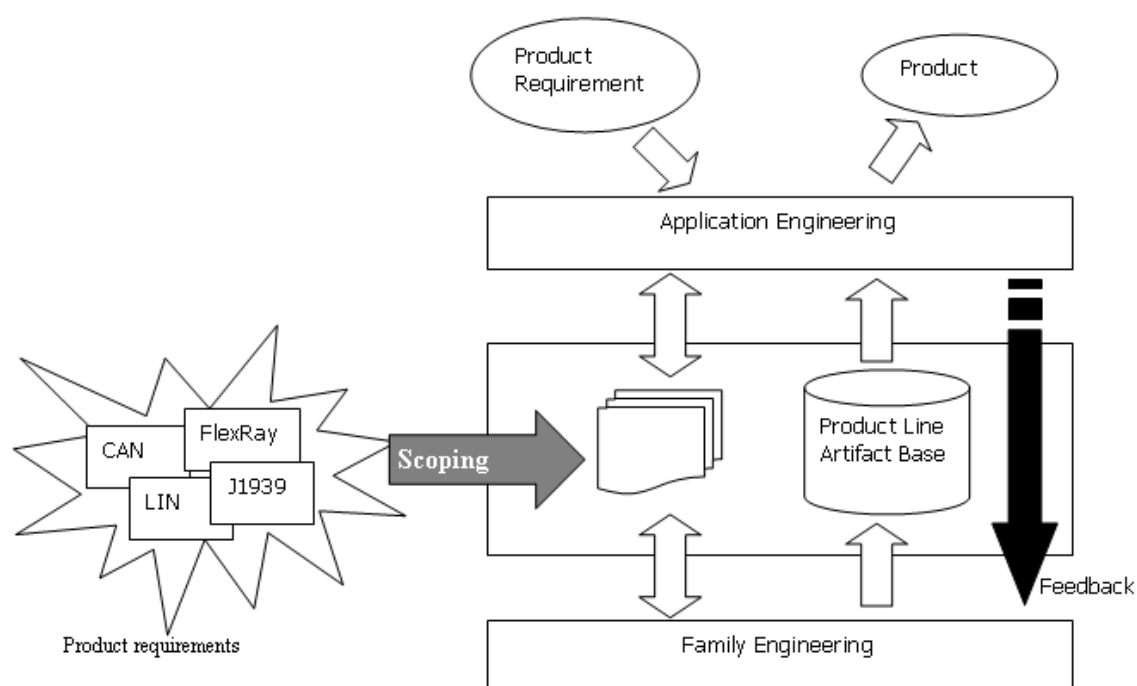 Product
Requirement
Product
Application Engineering
CAN
FlexRay
LIN
J1939
Scoping
Product Line
Artifact Base
Feedback
Product requirements
Family Engineering